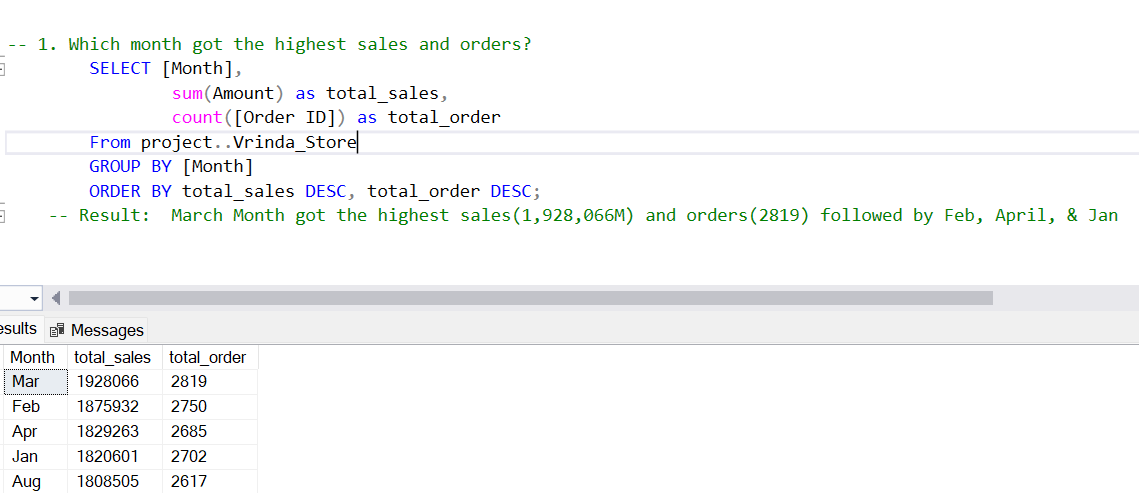 -- 1. Which month got the highest sales and orders?
SELECT [Month],
sum(Amount) as total_sales,
count([Order ID]) as total_order
From project..Vrinda_Store
GROUP BY [Month]
ORDER BY total_sales DESC, total_order DESC;
-- Result:  March Month got the highest sales(1,928,066M) and orders(2819) followed by Feb, April, & Jan
esults Messages
Month total_sales total_order
Mar 1928066 2819
Feb 1875932 2750
Apr 1829263 2685
Jan 1820601 2702
Aug 1808505 2617